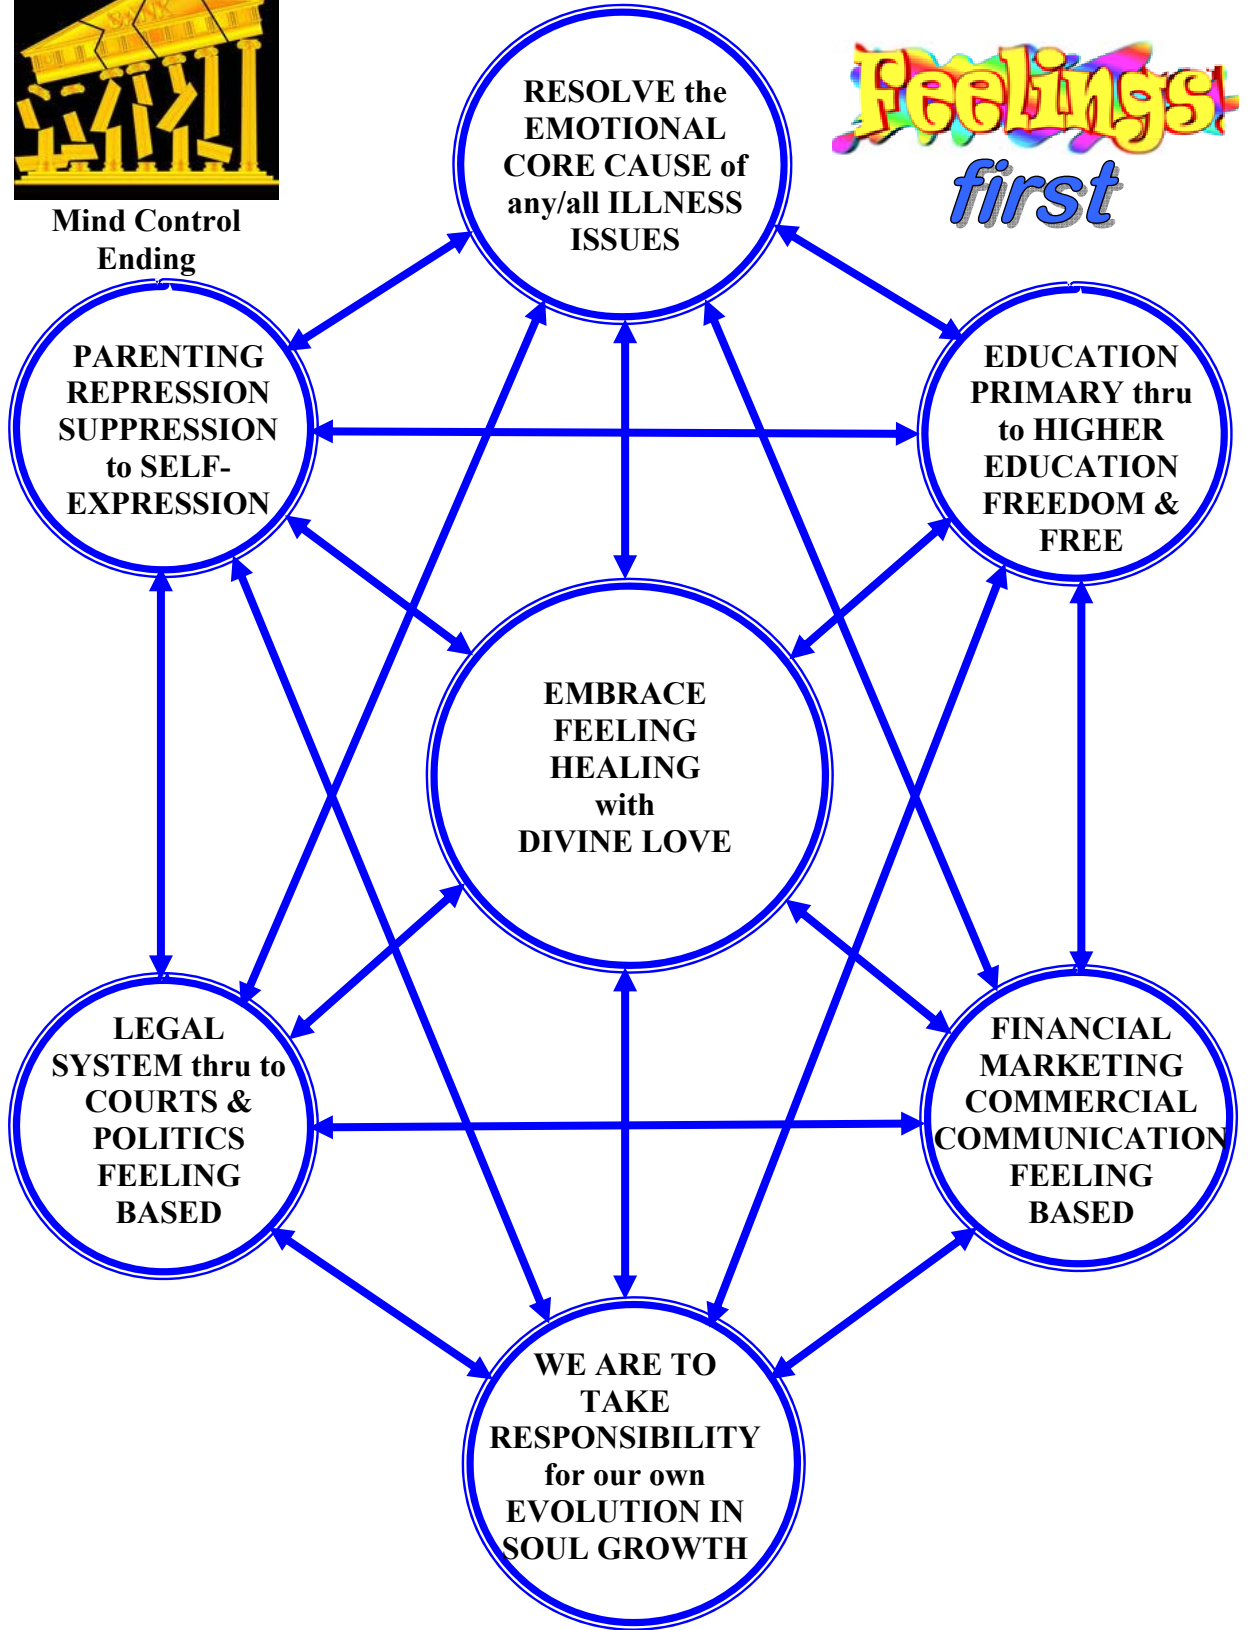 BANK
Feelings
first
Mind Control
Ending
RESOLVE the
EMOTIONAL
CORE CAUSE of
any/all ILLNESS
ISSUES
PARENTING
REPRESSION
SUPPRESSION
to SELF-
EXPRESSION
EDUCATION
PRIMARY thru
to HIGHER
EDUCATION
FREEDOM &
FREE
EMBRACE
FEELING
HEALING
with
DIVINE LOVE
LEGAL
SYSTEM thru to
COURTS &
POLITICS
FEELING
BASED
FINANCIAL
MARKETING
COMMERCIAL
COMMUNICATION
FEELING
BASED
WE ARE TO
TAKE
RESPONSIBILITY
for our own
EVOLUTION IN
SOUL GROWTH